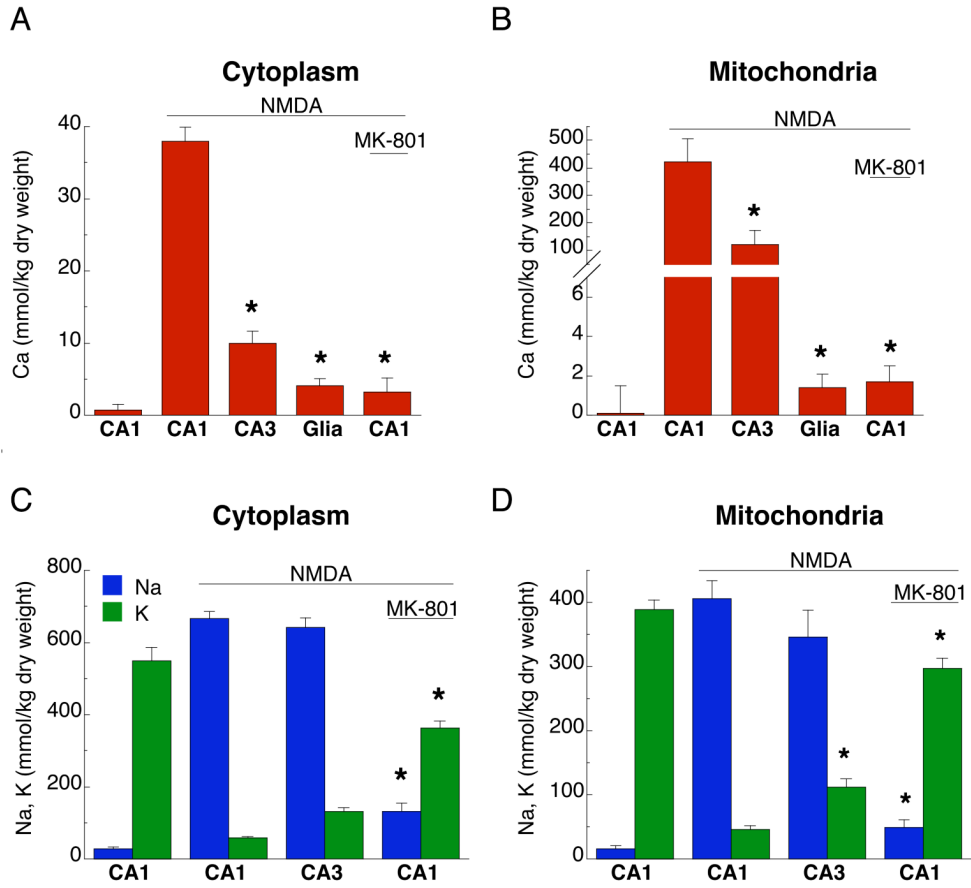 A
Cytoplasm
NMDA
MK-801
Ca (mmol/kg dry weight)
40
30
20
10
0
*
*
*
CA1 CA1 CA3 Glia CA1
B
Mitochondria
NMDA
MK-801
Ca (mmol/kg dry weight)
500
400
300
200
100
6
4
2
0
*
*
*
CA1 CA1 CA3 Glia CA1
C
Cytoplasm
NMDA
MK-801
Na
K
Na, K (mmol/kg dry weight)
800
600
400
200
0
*
*
CA1 CA1 CA3 CA1
D
Mitochondria
NMDA
MK-801
Na, K (mmol/kg dry weight)
400
300
200
100
0
*
*
*
CA1 CA1 CA3 CA1